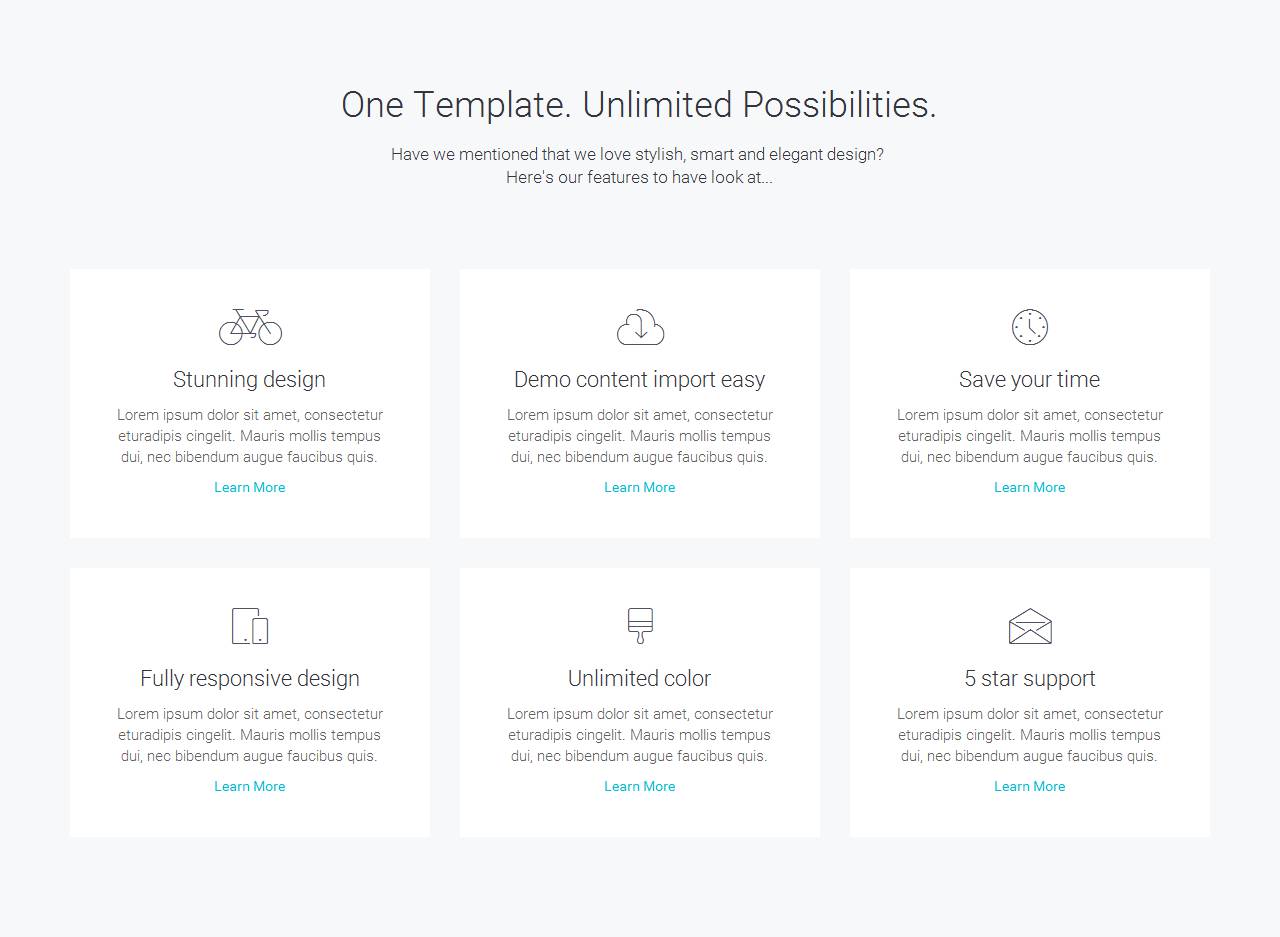 One Template. Unlimited Possibilities.
Have we mentioned that we love stylish, smart and elegant design?
Here's our features to have look at...
Stunning design
Lorem ipsum dolor sit amet, consectetur
eturadipis cingelit. Mauris mollis tempus
dui, nec bibendum augue faucibus quis.
Learn More
Demo content import easy
Lorem ipsum dolor sit amet, consectetur
eturadipis cingelit. Mauris mollis tempus
dui, nec bibendum augue faucibus quis.
Learn More
Save your time
Lorem ipsum dolor sit amet, consectetur
eturadipis cingelit. Mauris mollis tempus
dui, nec bibendum augue faucibus quis.
Learn More
Fully responsive design
Lorem ipsum dolor sit amet, consectetur
eturadipis cingelit. Mauris mollis tempus
dui, nec bibendum augue faucibus quis.
Learn More
Unlimited color
Lorem ipsum dolor sit amet, consectetur
eturadipis cingelit. Mauris mollis tempus
dui, nec bibendum augue faucibus quis.
Learn More
5 star support
Lorem ipsum dolor sit amet, consectetur
eturadipis cingelit. Mauris mollis tempus
dui, nec bibendum augue faucibus quis.
Learn More